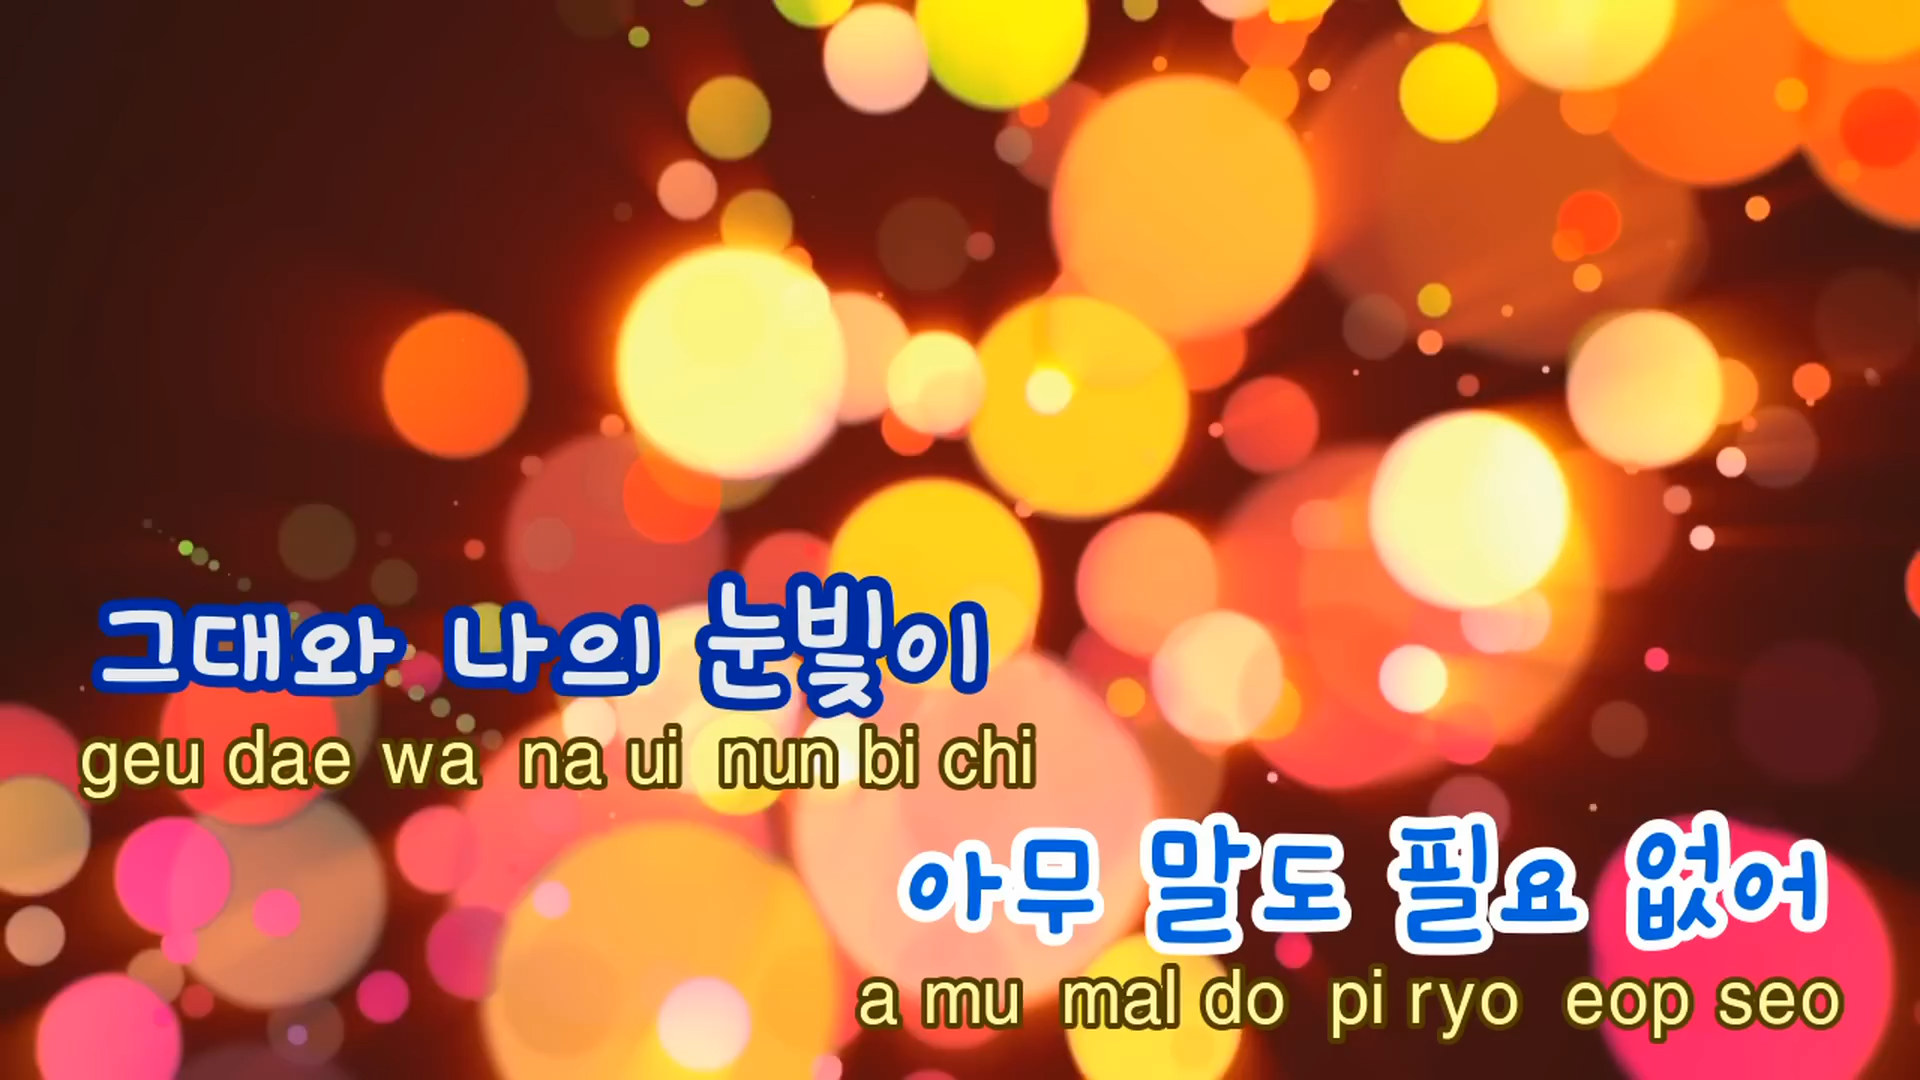 그대와 나의 눈빛이
geu dae wa na ui nun bi chi
아무 말도 필요 없어
a mu mal do pi ryo eop seo